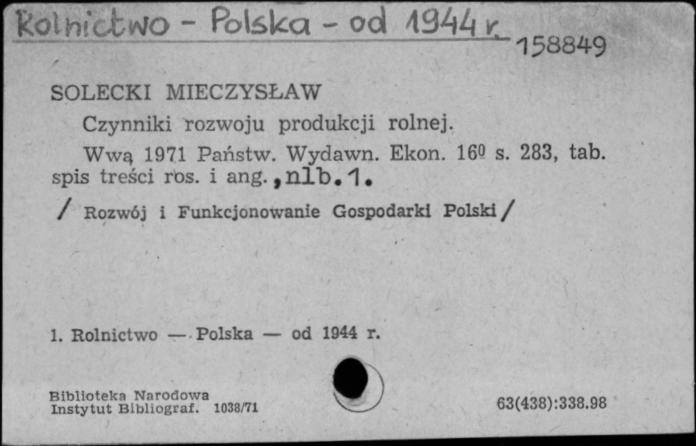 Rolnictwo - Polska - od 1944 r.
158849
SOLECKI MIECZYSŁAW
Czynniki rozwoju produkcji rolnej.
Wwą 1971 Państw. Wydawn. Ekon. 16º s. 283, tab.
spis treści ros. i ang., nlb. 1.
/ Rozwój i Funkcjonowanie Gospodarki Polski /
1. Rolnictwo — Polska — od 1944 r.
Biblioteka Narodowa
Instytut Bibliograf. 1038/71
63(438):338.98